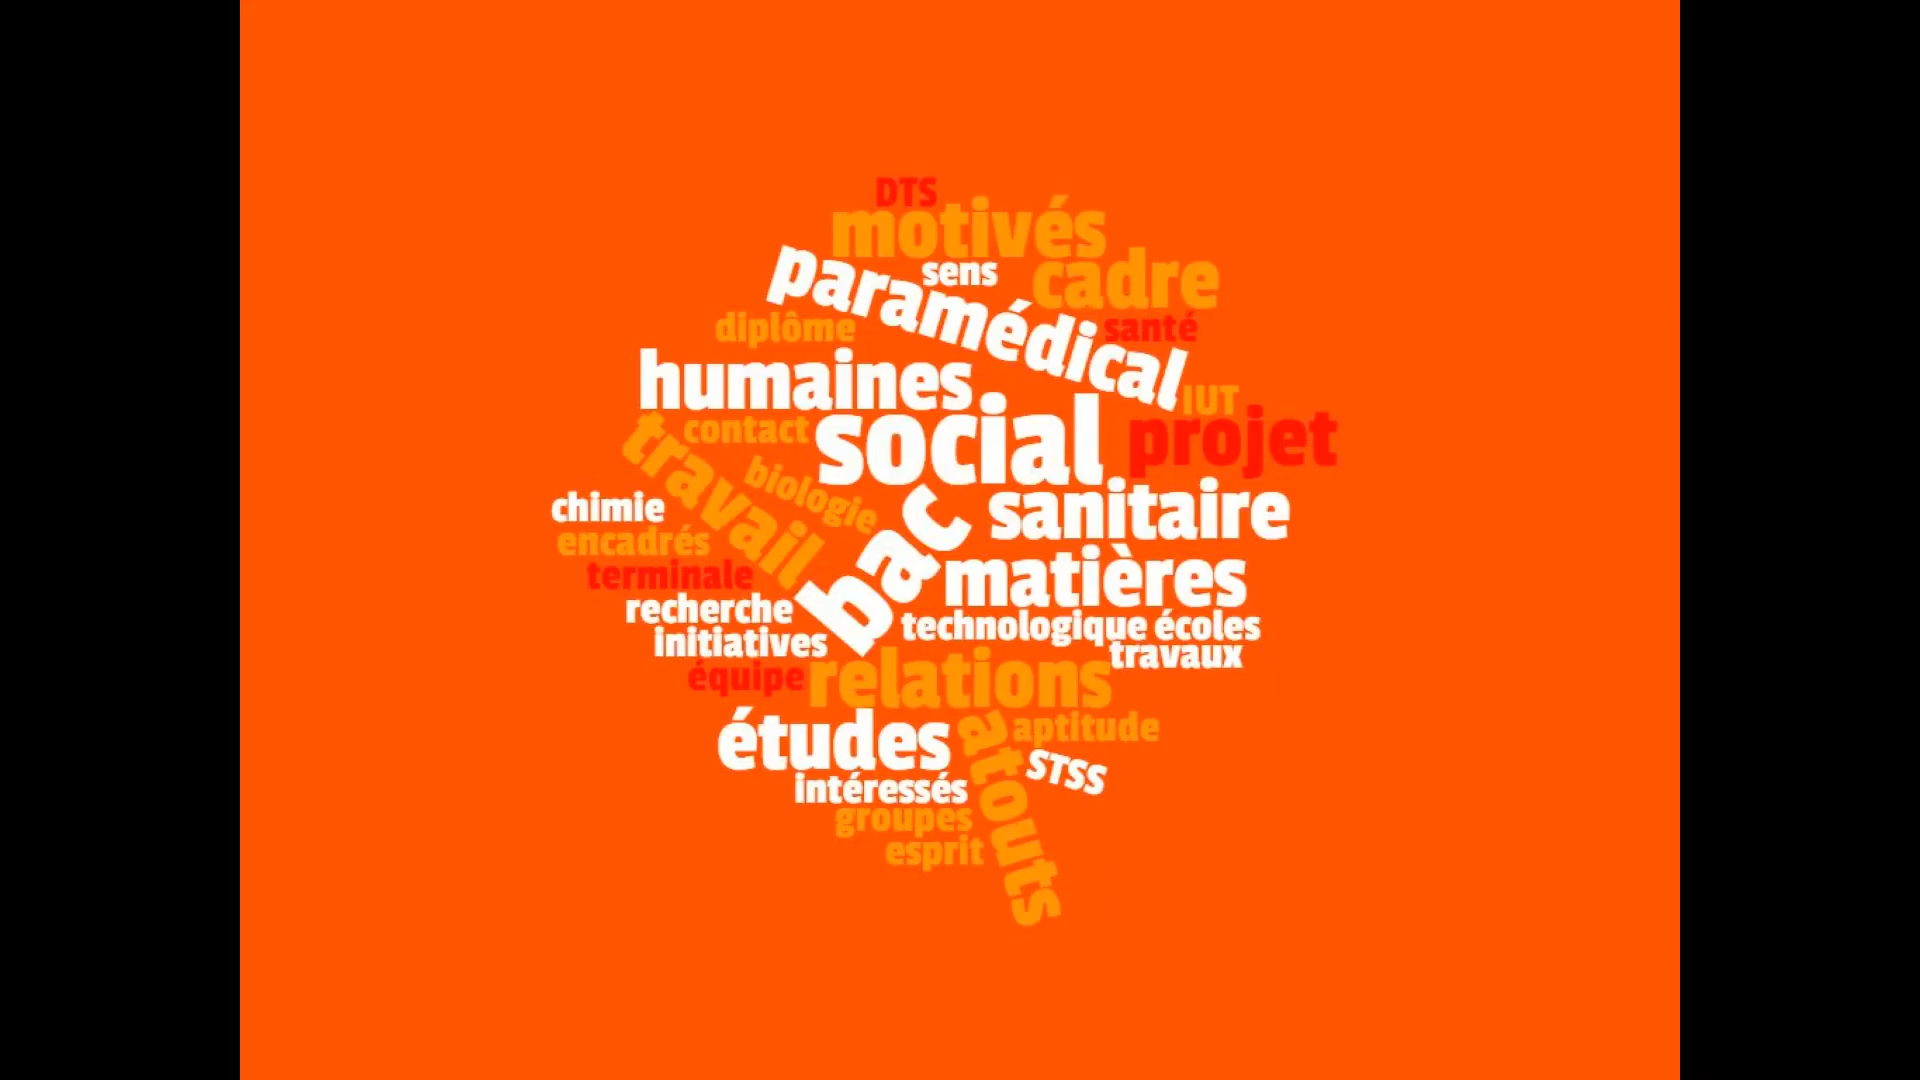 DTS
motivés
sens
cadre
paramédical
diplôme
santé
humaines
IUT
contact
social
projet
travail
biologie
chimie
bac
sanitaire
encadrés
terminale
matières
recherche
technologique écoles
initiatives
travaux
équipe
relations
études
atouts
aptitude
STSS
intéressés
groupes
esprit